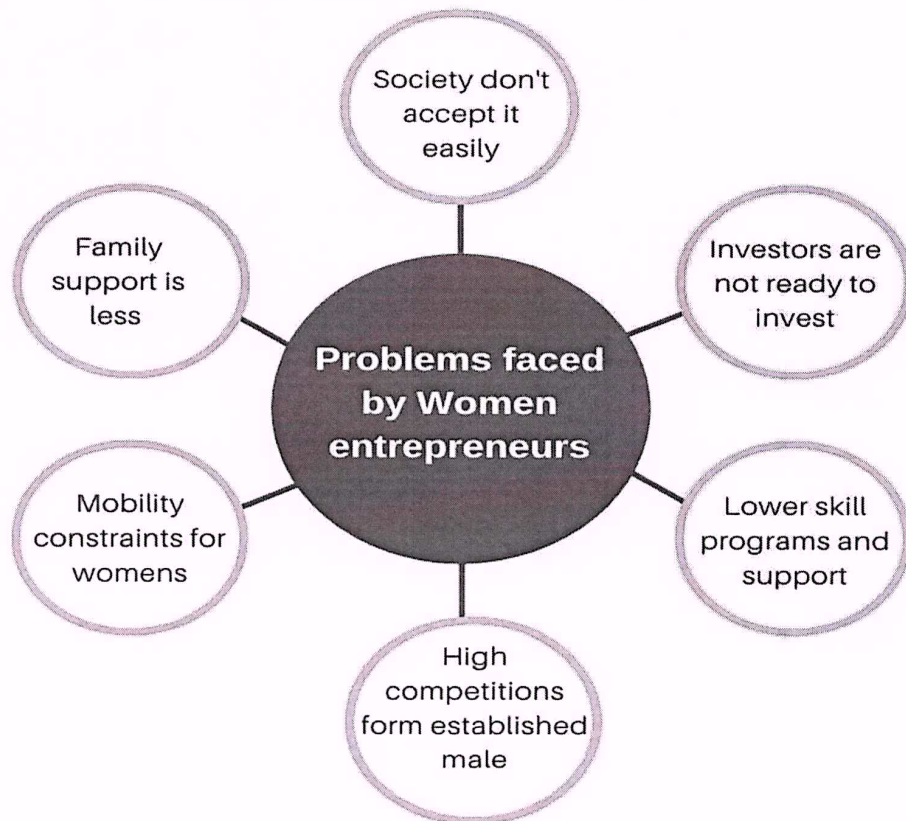 Society don't
accept it
easily
Family
support is
less
Investors are
not ready to
invest
Problems faced
by Women
entrepreneurs
Mobility
constraints for
womens
Lower skill
programs and
support
High
competitions
form established
male